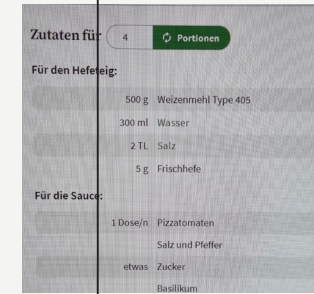 Zutaten für 4 Portionen
Für den Hefeteig:
500 g Weizenmehl Type 405
300 ml Wasser
2 TL Salz
5 g Frischhefe
Für die Sauce:
1 Dose/n Pizzatomaten
Salz und Pfeffer
etwas Zucker
Basilikum